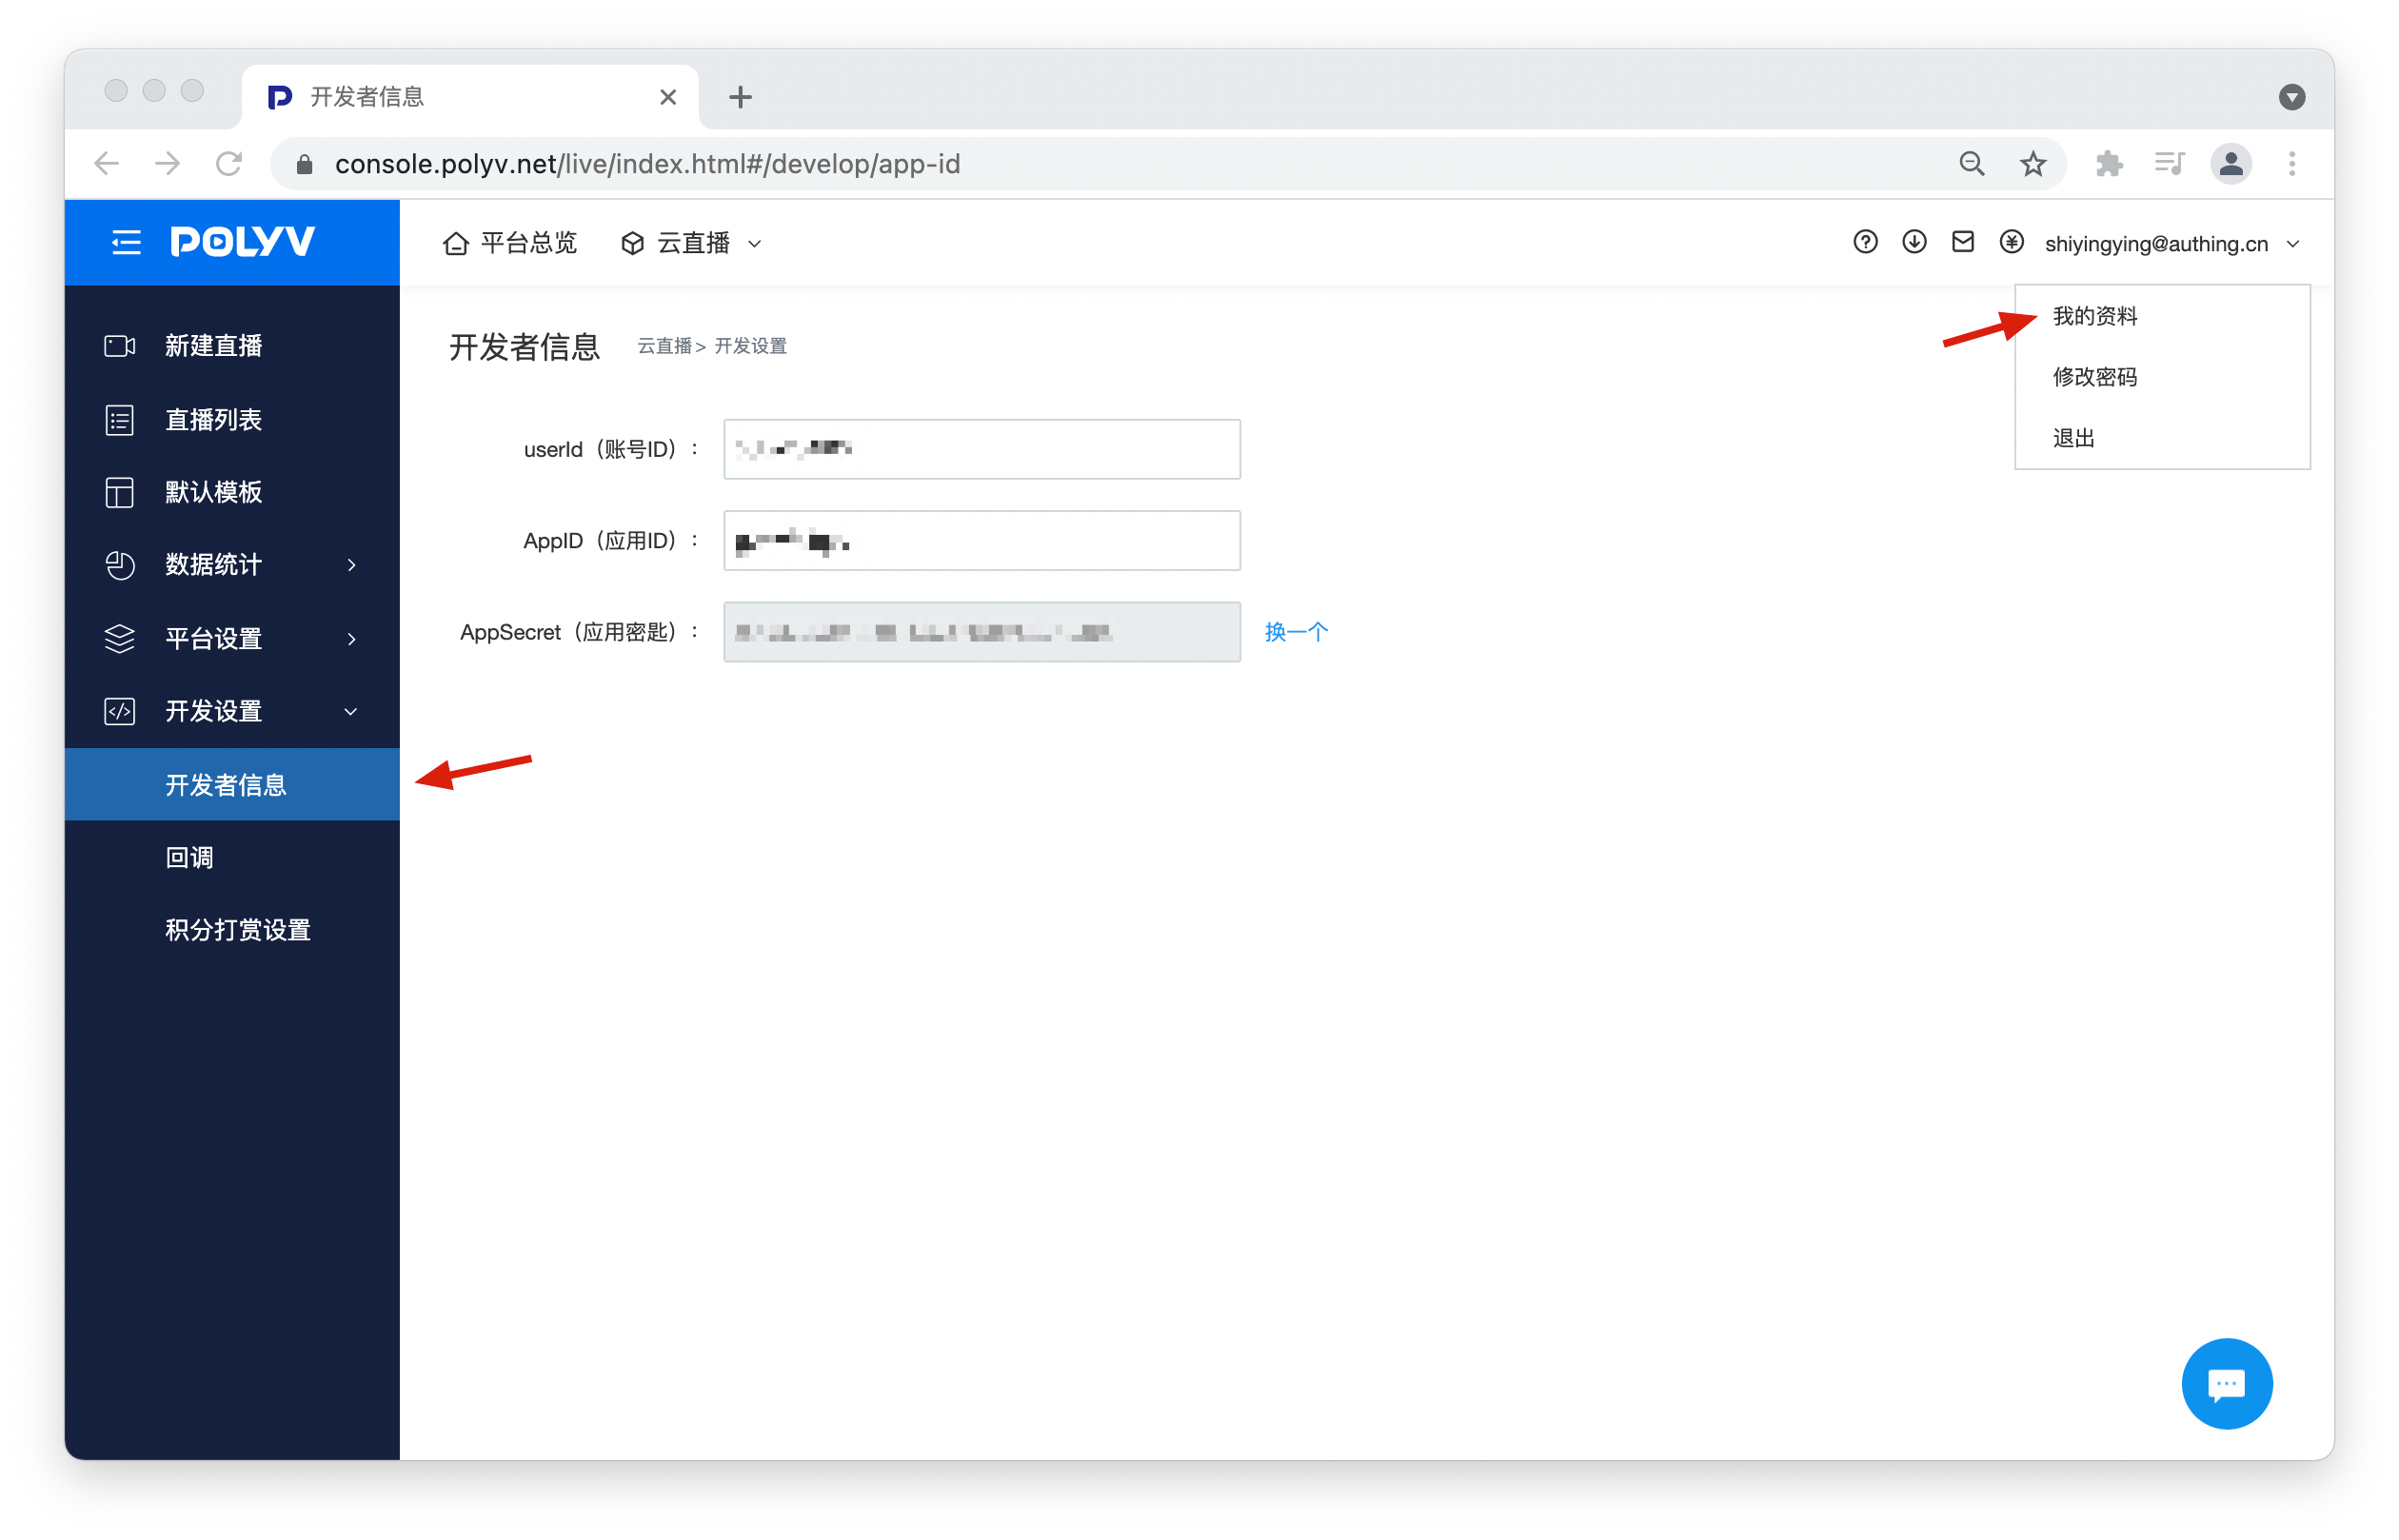 开发者信息
console.polyv.net/live/index.html#/develop/app-id
POLYV
平台总览
云直播
shiyingying@authing.cn
我的资料
修改密码
退出
新建直播
直播列表
默认模板
数据统计
平台设置
开发设置
开发者信息
回调
积分打赏设置
开发者信息 云直播> 开发设置
userId（账号ID）：
AppID（应用ID）：
AppSecret（应用密匙）：
换一个